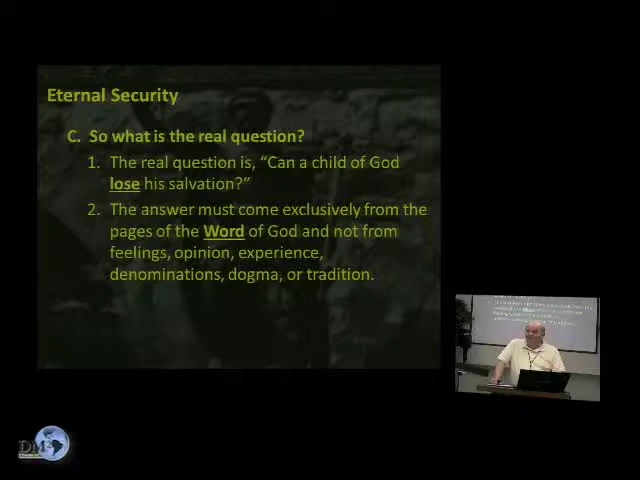 Eternal Security
C. So what is the real question?
1. The real question is, “Can a child of God
lose his salvation?”
2. The answer must come exclusively from the
pages of the Word of God and not from
feelings, opinion, experience,
denominations, dogma, or tradition.
DM2